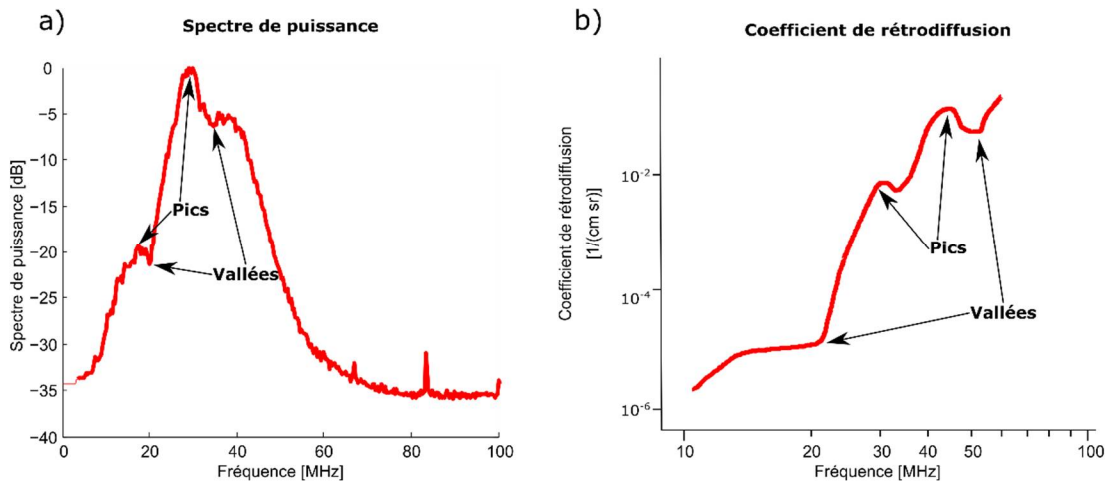 a)
Spectre de puissance
Spectre de puissance [dB]
0
−5
−10
−15
−20
−25
−30
−35
−40
Pics
Vallées
0
20
40
60
80
100
Fréquence [MHz]
b)
Coefficient de rétrodiffusion
Coefficient de rétrodiffusion
[1/(cm sr)]
10-2
10-4
10-6
Pics
Vallées
10
20
30
40
50
100
Fréquence [MHz]